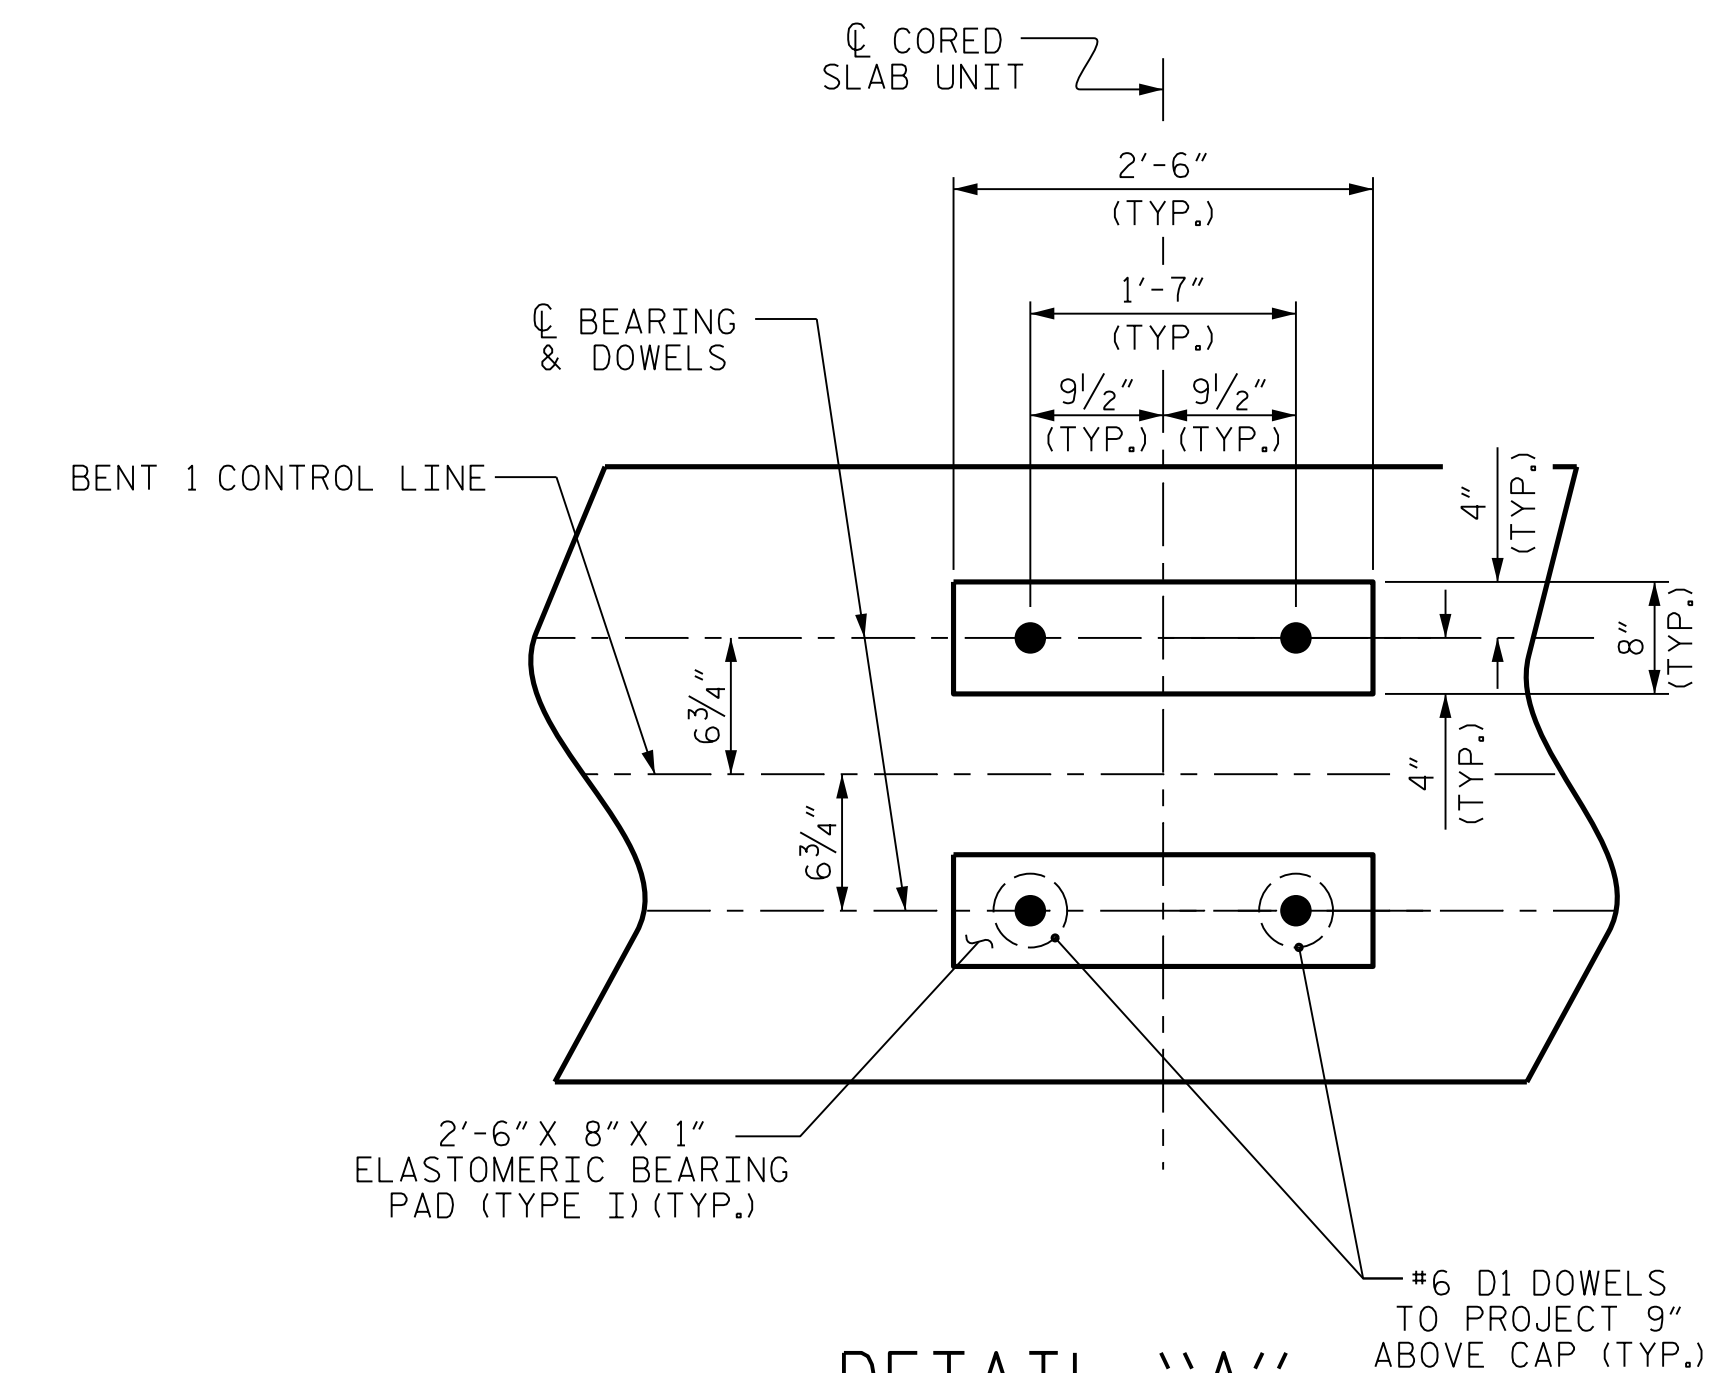 ℄ CORED
SLAB UNIT
2'-6"
(TYP.)
1'-7"
(TYP.)
℄ BEARING
& DOWELS
9½" 9½"
(TYP.) (TYP.)
BENT 1 CONTROL LINE
4"
(TYP.)
8"
(TYP.)
6¾"
4"
(TYP.)
6¾"
2'-6" X 8" X 1"
ELASTOMERIC BEARING
PAD (TYPE I) (TYP.)
#6 D1 DOWELS
TO PROJECT 9"
ABOVE CAP (TYP.)
DETAIL "A"